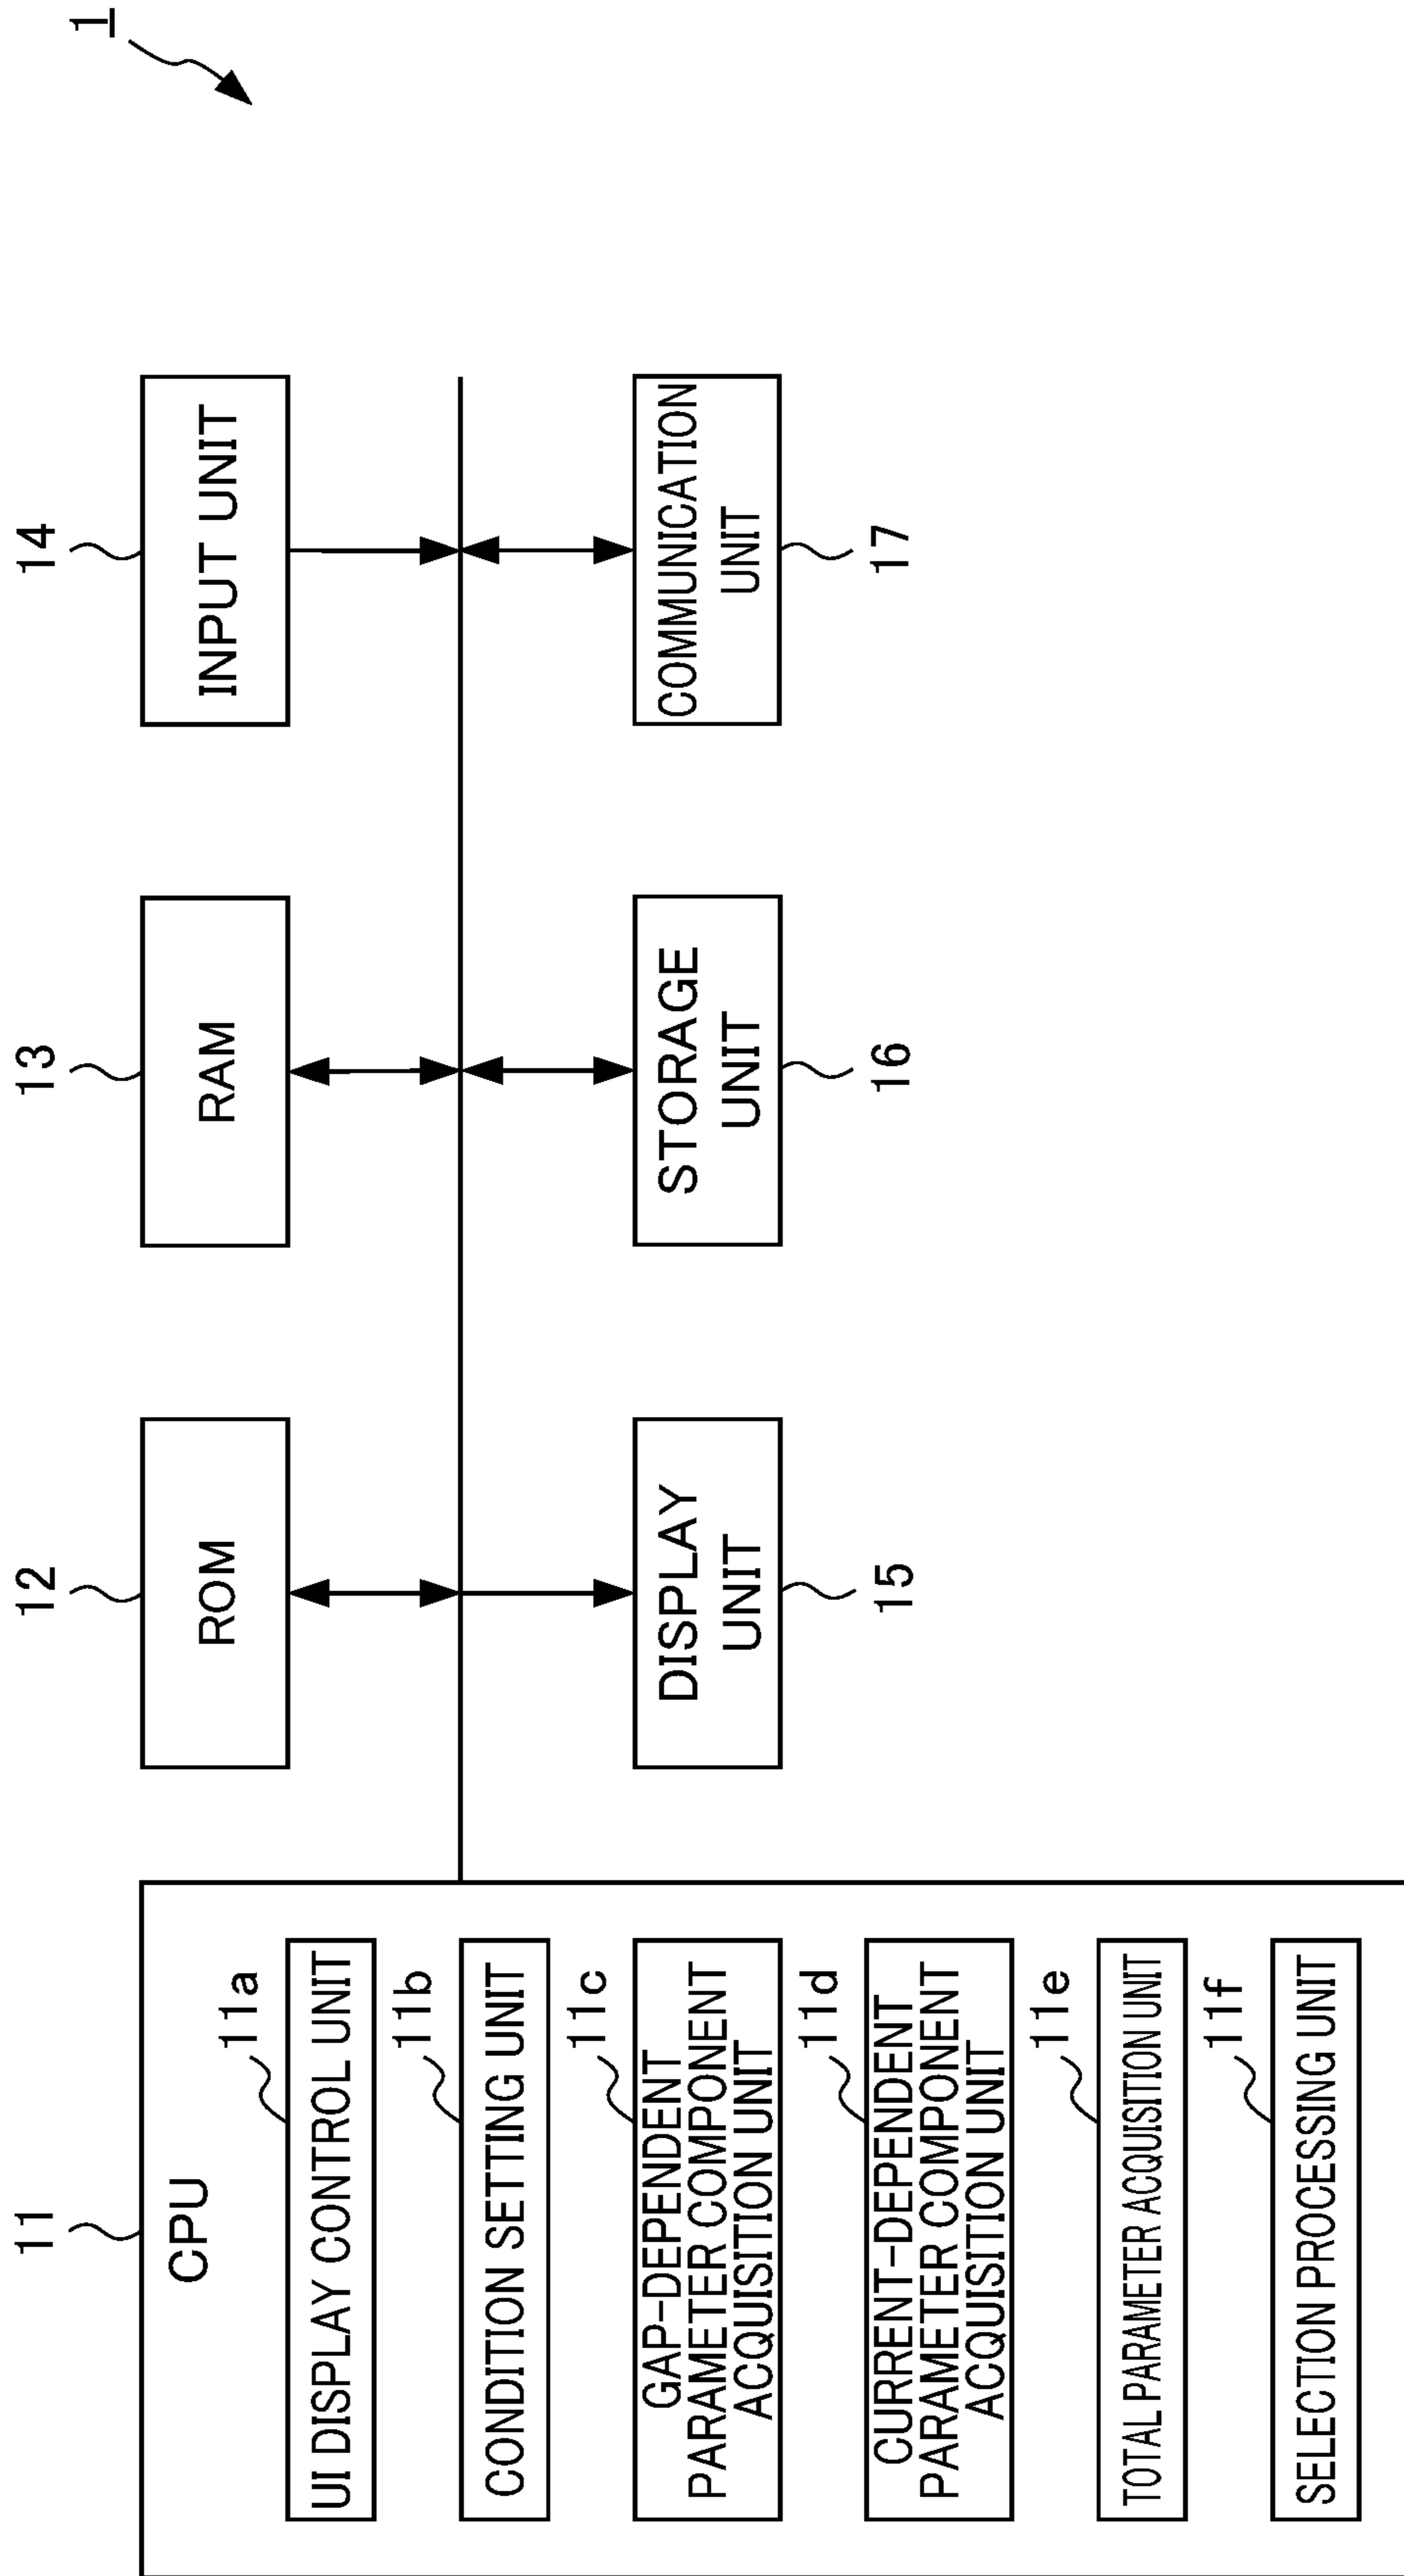 1
11
CPU
11a
UI DISPLAY CONTROL UNIT
11b
CONDITION SETTING UNIT
11c
GAP-DEPENDENT
PARAMETER COMPONENT
ACQUISITION UNIT
11d
CURRENT-DEPENDENT
PARAMETER COMPONENT
ACQUISITION UNIT
11e
TOTAL PARAMETER ACQUISITION UNIT
11f
SELECTION PROCESSING UNIT
12
ROM
13
RAM
14
INPUT UNIT
DISPLAY
UNIT
15
STORAGE
UNIT
16
COMMUNICATION
UNIT
17